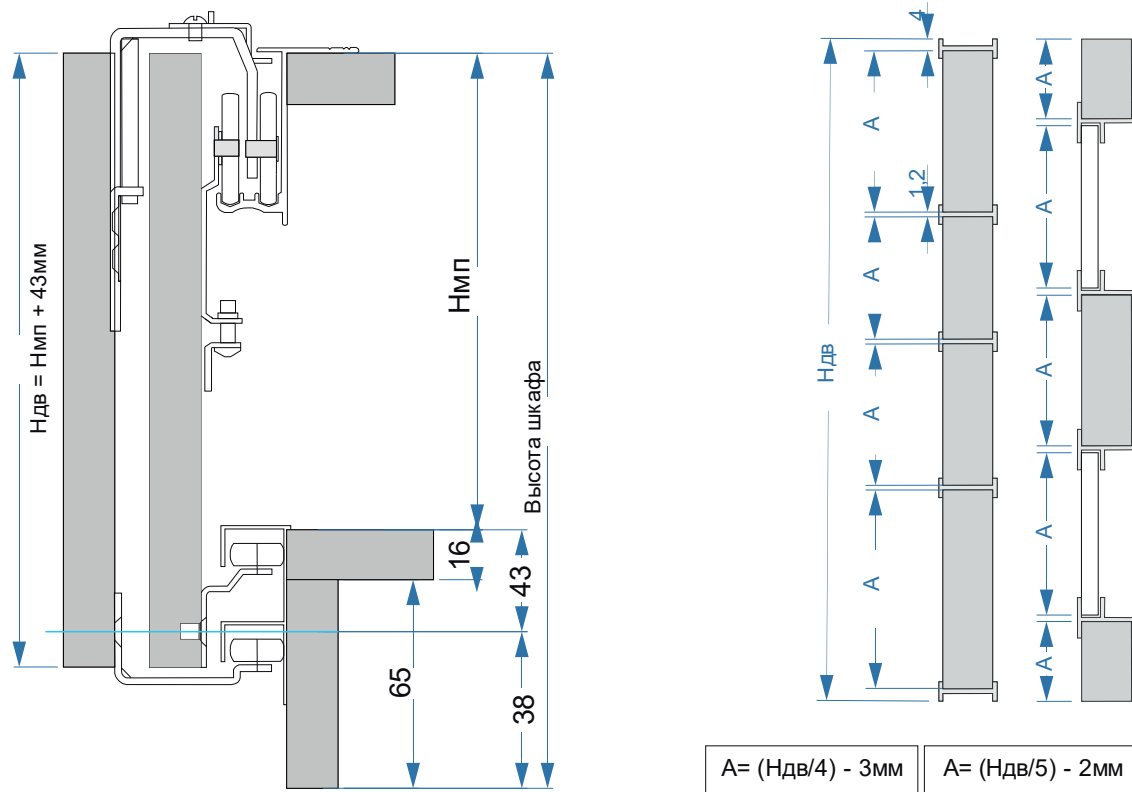 Hдв = Hмп + 43мм
Hмп
Высота шкафа
16
43
65
38
Hдв
4
A
1,2
A
A
A
A
A
A
A
A
A= (Hдв/4) - 3мм
A= (Hдв/5) - 2мм